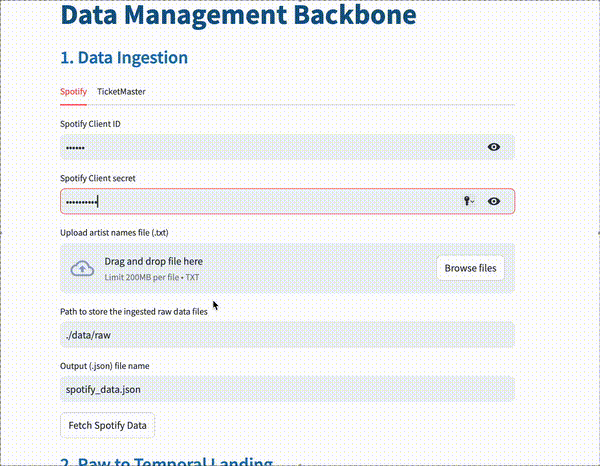 Data Management Backbone
1. Data Ingestion
Spotify TicketMaster
Spotify Client ID
••••••
Spotify Client secret
••••••••••
Upload artist names file (.txt)
Drag and drop file here
Limit 200MB per file • TXT
Browse files
Path to store the ingested raw data files
./data/raw
Output (.json) file name
spotify_data.json
Fetch Spotify Data
2. Raw to Temporal Landing